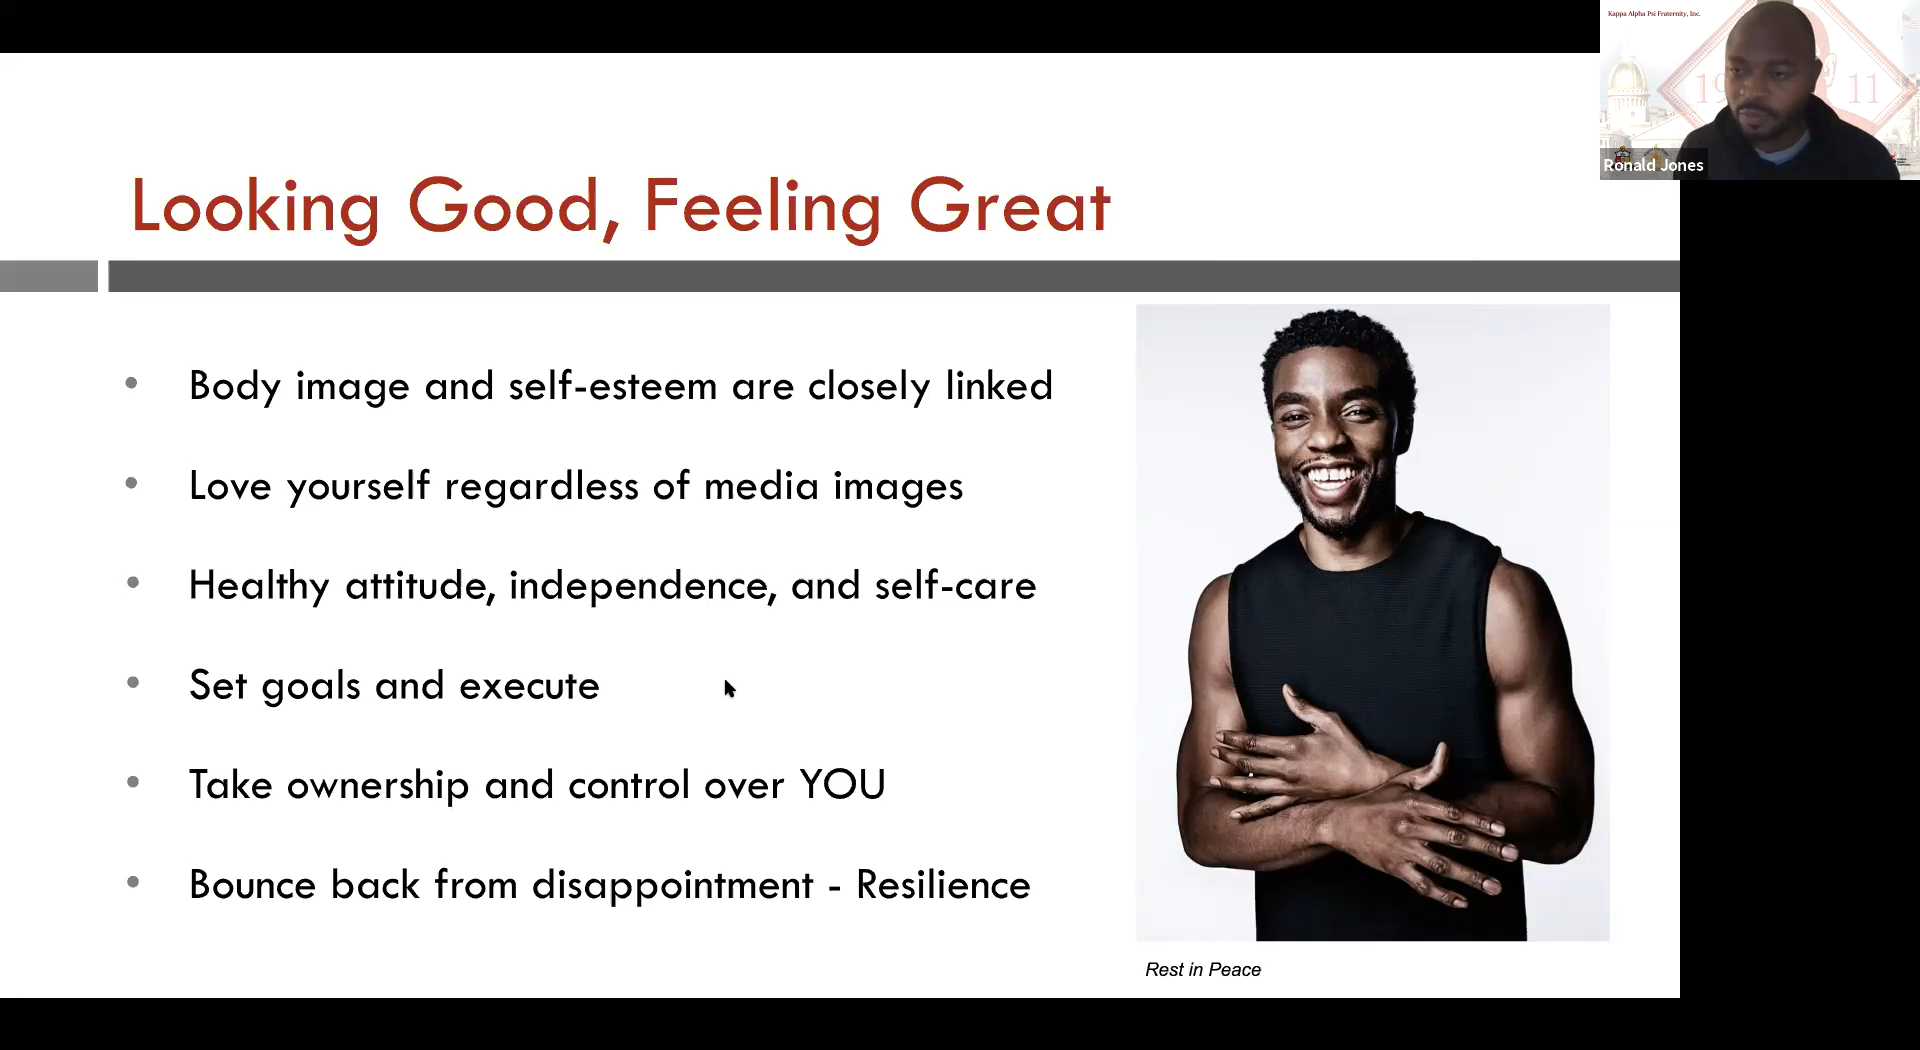 Kappa Alpha Psi Fraternity, Inc.
19 11
Ronald Jones
Looking Good, Feeling Great
• Body image and self-esteem are closely linked
• Love yourself regardless of media images
• Healthy attitude, independence, and self-care
• Set goals and execute
• Take ownership and control over YOU
• Bounce back from disappointment - Resilience
Rest in Peace